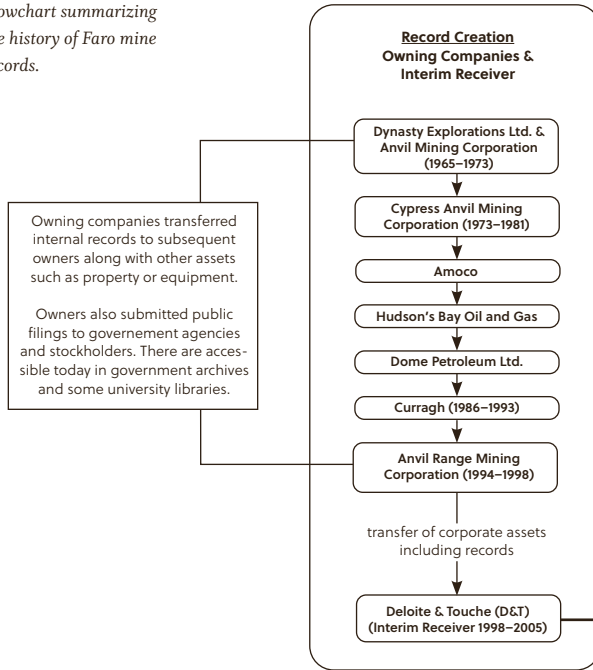 owchart summarizing
e history of Faro mine
cords.
Record Creation
Owning Companies &
Interim Receiver
Dynasty Explorations Ltd. &
Anvil Mining Corporation
(1965–1973)
Cypress Anvil Mining
Corporation (1973–1981)
Amoco
Hudson's Bay Oil and Gas
Dome Petroleum Ltd.
Curragh (1986–1993)
Anvil Range Mining
Corporation (1994–1998)
transfer of corporate assets
including records
Deloite & Touche (D&T)
(Interim Receiver 1998–2005)
Owning companies transferred
internal records to subsequent
owners along with other assets
such as property or equipment.
Owners also submitted public
filings to governement agencies
and stockholders. There are acces-
sible today in government archives
and some university libraries.